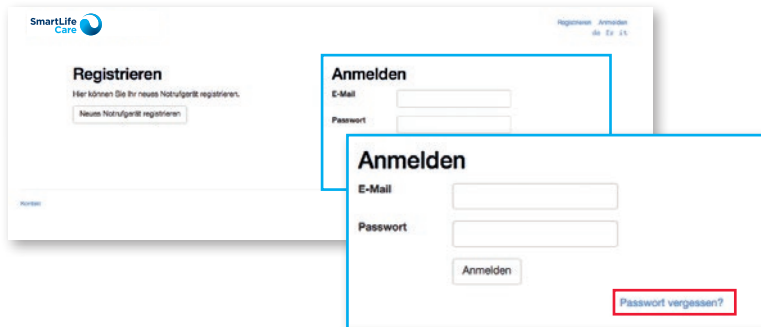 SmartLife
Care
Registrieren Anmelden
de fr it
Registrieren
Hier können Sie Ihr neues Notrufgerät registrieren.
Neues Notrufgerät registrieren
Anmelden
E-Mail
Passwort
Kontakt
Anmelden
E-Mail
Passwort
Anmelden
Passwort vergessen?